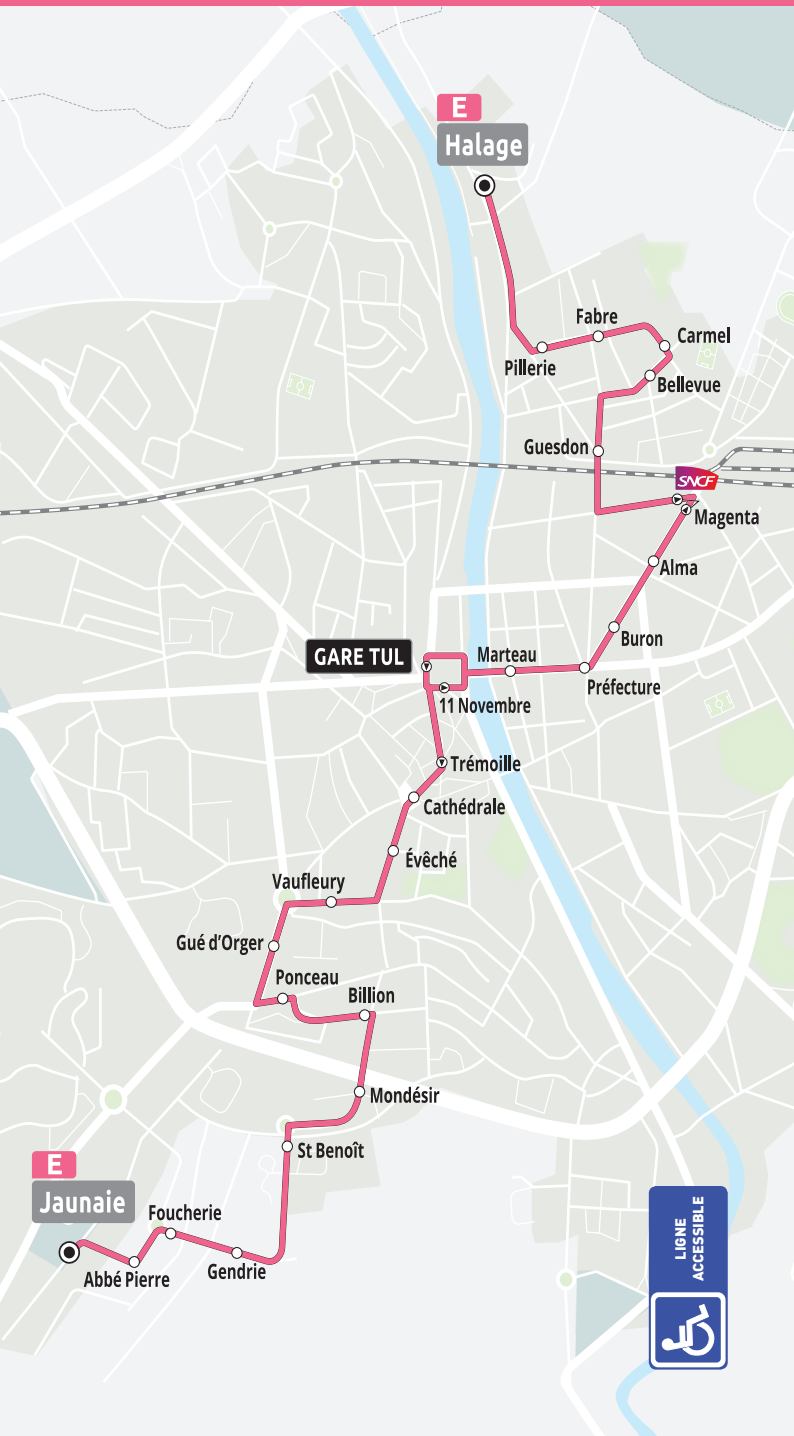 E
Halage
Fabre
Carmel
Pillerie
Bellevue
Guesdon
SNCF
Magenta
Alma
Buron
GARE TUL
Marteau
Préfecture
11 Novembre
Trémoille
Cathédrale
Évêché
Vaufleury
Gué d'Orger
Ponceau
Billion
Mondésir
St Benoît
E
Jaunaie
Foucherie
Gendrie
Abbé Pierre
LIGNE
ACCESSIBLE